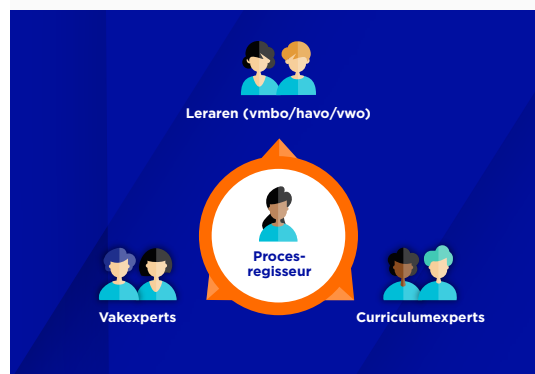 Leraren (vmbo/havo/vwo)
Proces-
regisseur
Vakexperts
Curriculumexperts